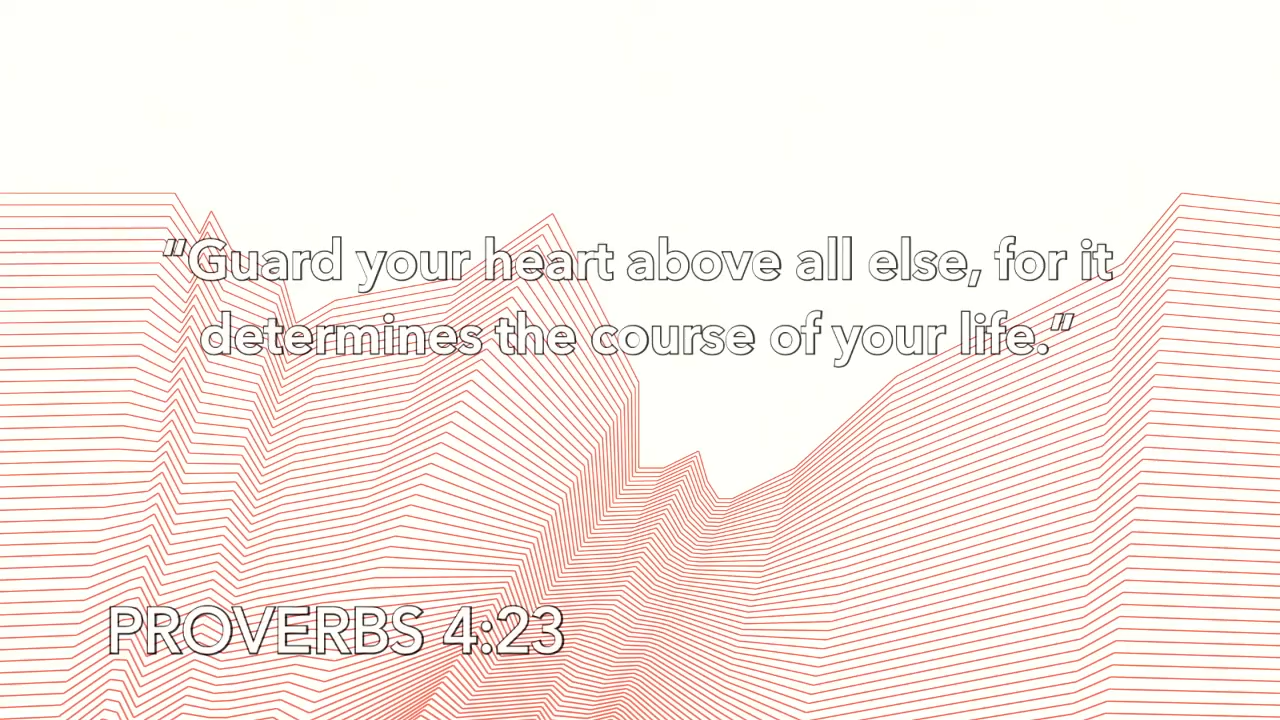 “Guard your heart above all else, for it
determines the course of your life.”
PROVERBS 4:23